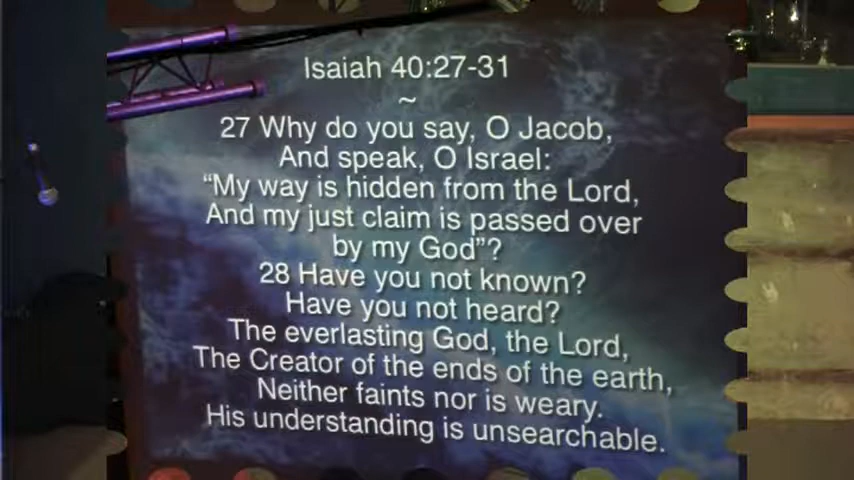 Isaiah 40:27-31
~
27 Why do you say, O Jacob,
And speak, O Israel:
“My way is hidden from the Lord,
And my just claim is passed over
by my God”?
28 Have you not known?
Have you not heard?
The everlasting God, the Lord,
The Creator of the ends of the earth,
Neither faints nor is weary.
His understanding is unsearchable.